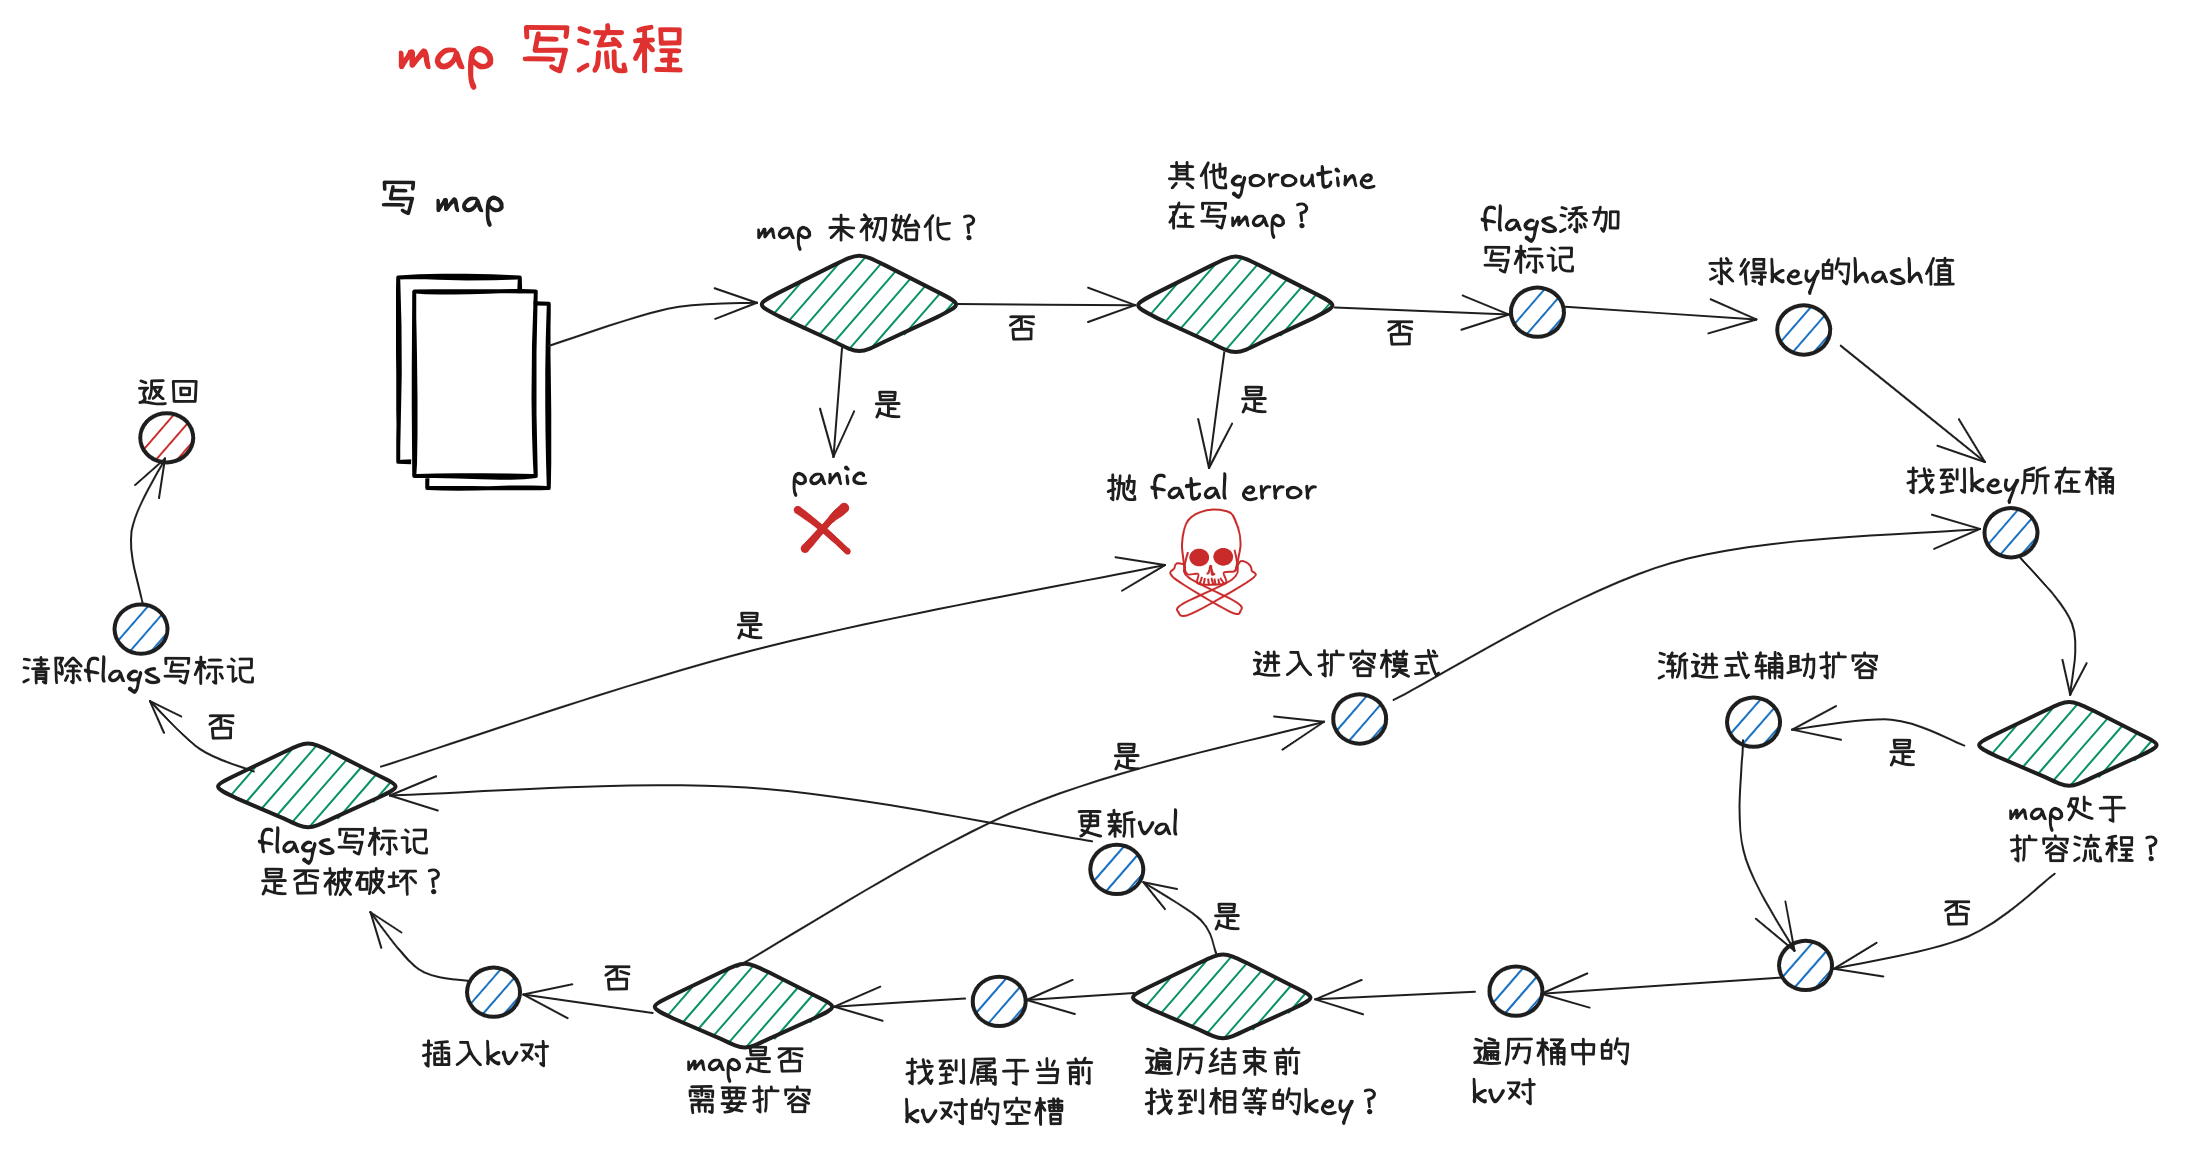 map 写流程
写 map
map 未初始化？
其他goroutine
在写map？
flags添加
写标记
求得key的hash值
否
否
是
是
panic
抛 fatal error
返回
找到key所在桶
是
清除flags写标记
否
进入扩容模式
渐进式辅助扩容
是
是
更新val
map处于
扩容流程？
flags写标记
是否被破坏？
是
否
否
插入kv对
map是否
需要扩容
找到属于当前
kv对的空槽
遍历结束前
找到相等的key？
遍历桶中的
kv对